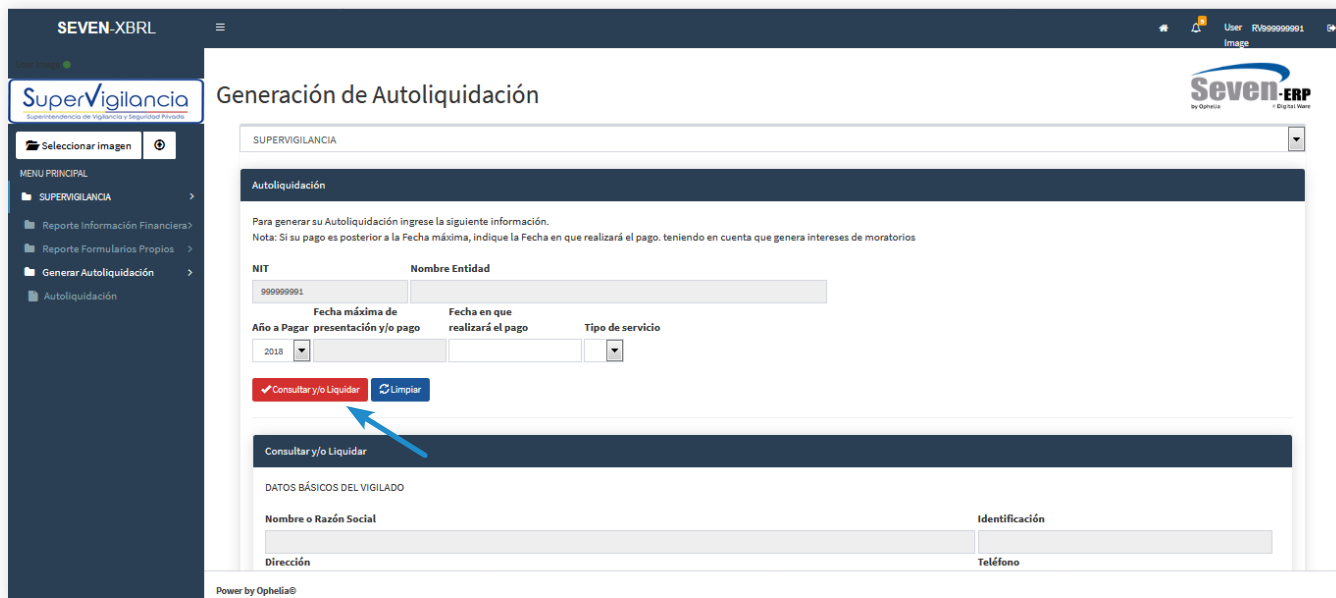 SEVEN-XBRL
User RV999999991
Image
SuperVigilancia
Superintendencia de Vigilancia y Seguridad Privada
Generación de Autoliquidación
Seven-ERP
by Ophelia Digital Ware
Seleccionar imagen
SUPERVIGILANCIA
MENU PRINCIPAL
SUPERVIGILANCIA
Reporte Información Financiera
Reporte Formularios Propios
Generar Autoliquidación
Autoliquidación
Autoliquidación
Para generar su Autoliquidación ingrese la siguiente información.
Nota: Si su pago es posterior a la Fecha máxima, indique la Fecha en que realizará el pago. teniendo en cuenta que genera intereses de moratorios
NIT Nombre Entidad
999999991
Fecha máxima de Fecha en que
Año a Pagar presentación y/o pago realizará el pago Tipo de servicio
2018
Consultar y/o Liquidar Limpiar
Consultar y/o Liquidar
DATOS BÁSICOS DEL VIGILADO
Nombre o Razón Social Identificación
Dirección Teléfono
Power by Ophelia©